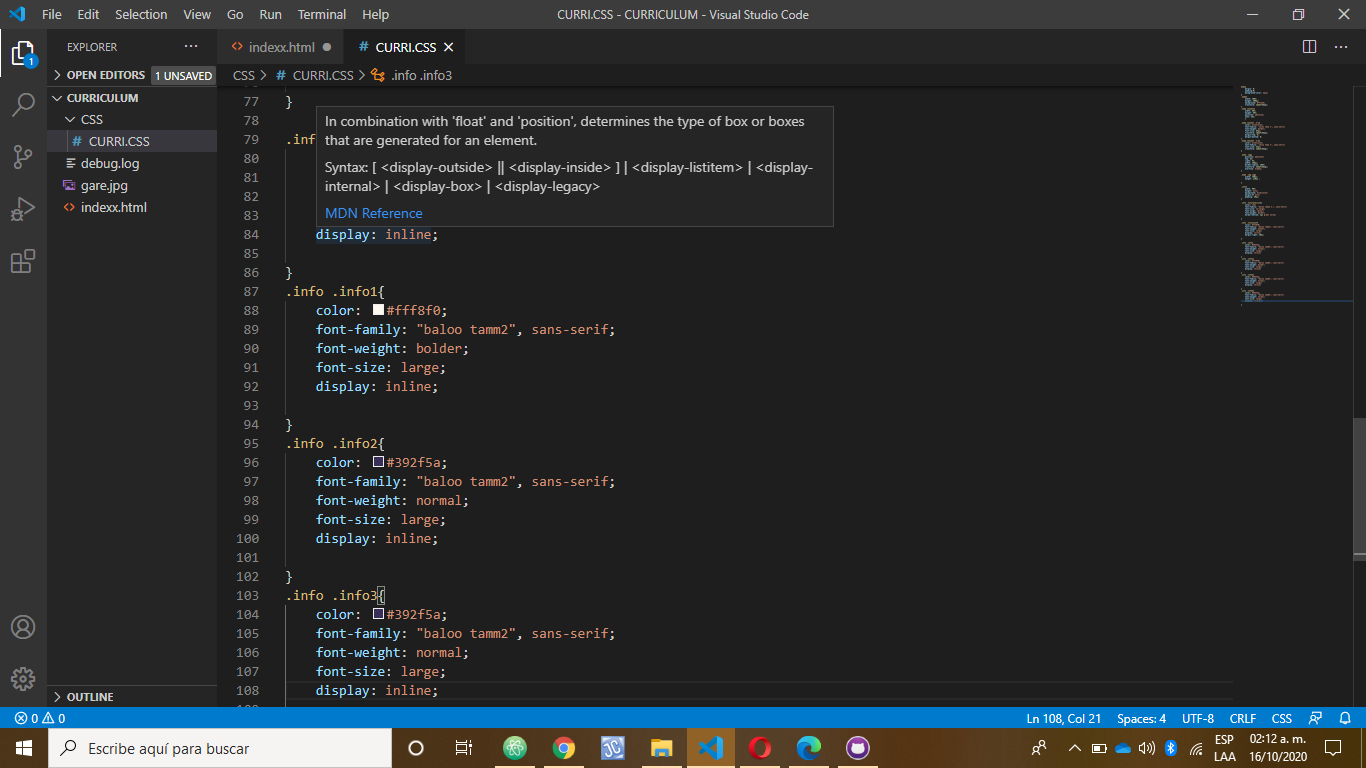 File Edit Selection View Go Run Terminal Help
CURRI.CSS - CURRICULUM - Visual Studio Code
EXPLORER
indexx.html
# CURRI.CSS
OPEN EDITORS 1 UNSAVED
CSS > # CURRI.CSS > .info .info3
CURRICULUM
CSS
# CURRI.CSS
debug.log
gare.jpg
indexx.html
OUTLINE
77 }
78
79 .inf
80
81
82
83
In combination with 'float' and 'position', determines the type of box or boxes
that are generated for an element.
Syntax: [ <display-outside> || <display-inside> ] | <display-listitem> | <display-
internal> | <display-box> | <display-legacy>
MDN Reference
84 display: inline;
85
86 }
87 .info .info1{
88 color: #fff8f0;
89 font-family: "baloo tamm2", sans-serif;
90 font-weight: bolder;
91 font-size: large;
92 display: inline;
93
94 }
95 .info .info2{
96 color: #392f5a;
97 font-family: "baloo tamm2", sans-serif;
98 font-weight: normal;
99 font-size: large;
100 display: inline;
101
102 }
103 .info .info3{
104 color: #392f5a;
105 font-family: "baloo tamm2", sans-serif;
106 font-weight: normal;
107 font-size: large;
108 display: inline;
1
0 0
Ln 108, Col 21 Spaces: 4 UTF-8 CRLF CSS
Escribe aquí para buscar
JC
ESP
LAA
02:12 a. m.
16/10/2020